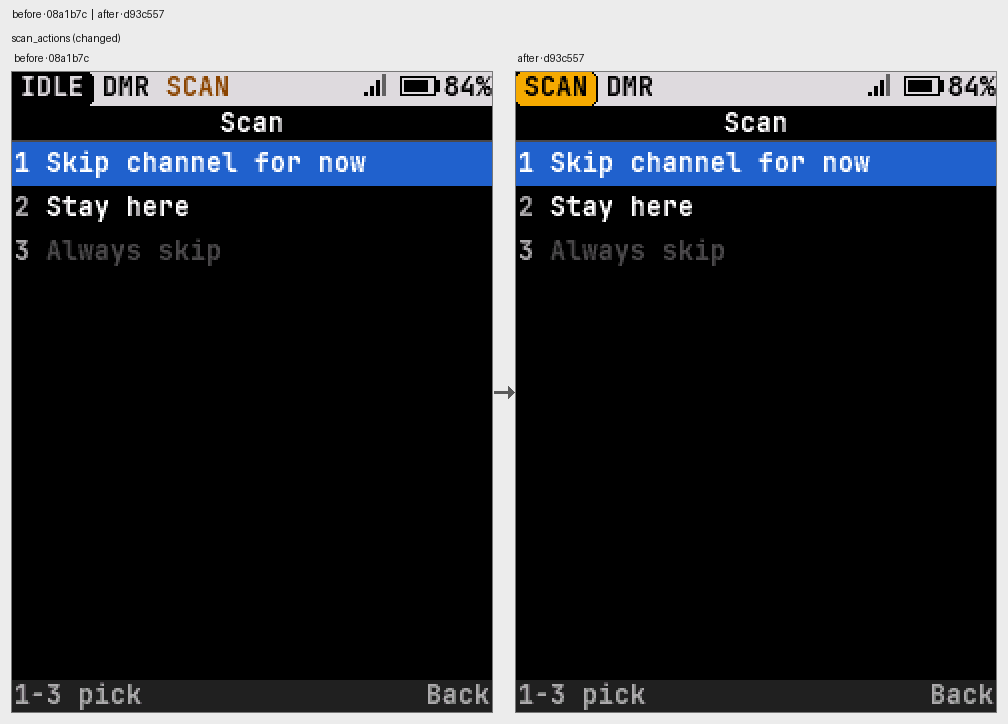 before · 08a1b7c | after · d93c557
scan_actions (changed)
before · 08a1b7c
IDLE DMR SCAN 84%
Scan
1 Skip channel for now
2 Stay here
3 Always skip
1-3 pick Back
after · d93c557
SCAN DMR 84%
Scan
1 Skip channel for now
2 Stay here
3 Always skip
1-3 pick Back